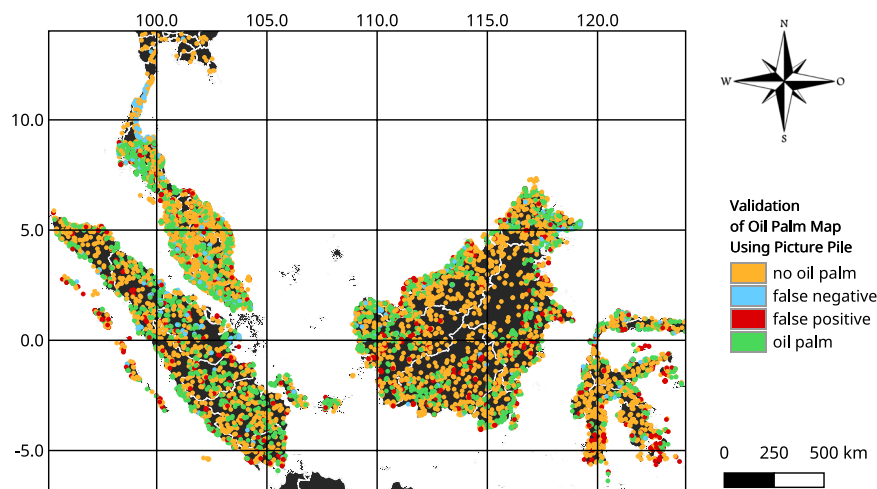 100.0 105.0 110.0 115.0 120.0
N
W O
S
10.0
5.0
0.0
-5.0
Validation
of Oil Palm Map
Using Picture Pile
no oil palm
false negative
false positive
oil palm
0 250 500 km